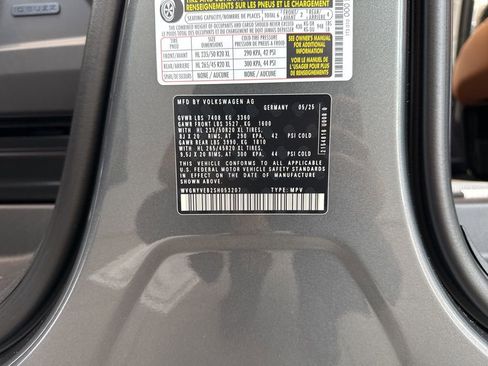 ID. BUZZ
TIRE AND
RENSEIGNEMENTS SUR LES PNEUS ET LE CHARGEMENT
SEATING CAPACITY/NOMBRE DE PLACES, TOTAL 6
TIRE PNEU
SIZE DIMENSIONS
FRONT/AVANT HL 235/50 R20 XL 290 KPA, 42 PSI
REAR/ARRIERE HL 265/45 R20 XL 300 KPA, 44 PSI
SPARE/DE SECOURS NONE / AUCUNE NONE / AUCUNE
SEE OWNER'S MANUAL
FOR ADDITIONAL
INFORMATION
VOIR LE MANUEL
DE L'USAGER POUR
PLUS DE
RENSEIGNEMENTS
MFD BY VOLKSWAGEN AG GERMANY 05/25
GVWR LBS 7408 KG 3360
GAWR FRONT LBS 3527 KG 1600
WITH HL 235/50R20 XL TIRES,
8J X 20 RIMS, AT 290 KPA, 42 PSI COLD
GAWR REAR LBS 3990 KG 1810
WITH HL 265/45R20 XL TIRES,
9,5J X 20 RIMS, AT 300 KPA, 44 PSI COLD
THIS VEHICLE CONFORMS TO ALL APPLICABLE
U.S. FEDERAL MOTOR VEHICLE SAFETY STANDARDS
IN EFFECT ON THE DATE OF MANUFACTURE
SHOWN ABOVE.
TYPE: MPV